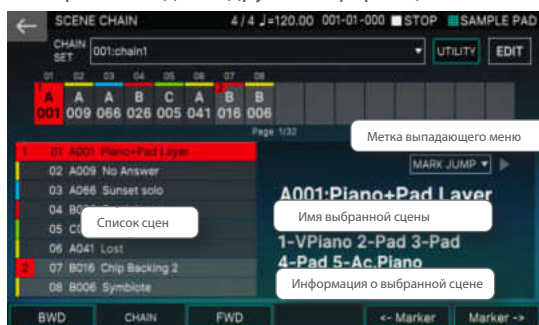 SCENE CHAIN 4 / 4 ♩=120.00 001-01-000 STOP SAMPLE PAD
CHAIN SET 001:chain1 UTILITY EDIT
01 02 03 04 05 06 07 08
1 2
A A A B C A B B
001 009 066 026 005 041 016 006
Page 1/32
Метка выпадающего меню
1 01 A001 Piano+Pad Layer
MARK JUMP
02 A009 No Answer
03 A066 Sunset solo
A001:Piano+Pad Layer
04
Имя выбранной сцены
Список сцен
05
1-VPiano 2-Pad 3-Pad
06 A041 Lost
4-Pad 5-Ac.Piano
2 07 B016 Chip Backing 2
Информация о выбранной сцене
08 B006 Symbiote
BWD CHAIN FWD <- Marker Marker ->